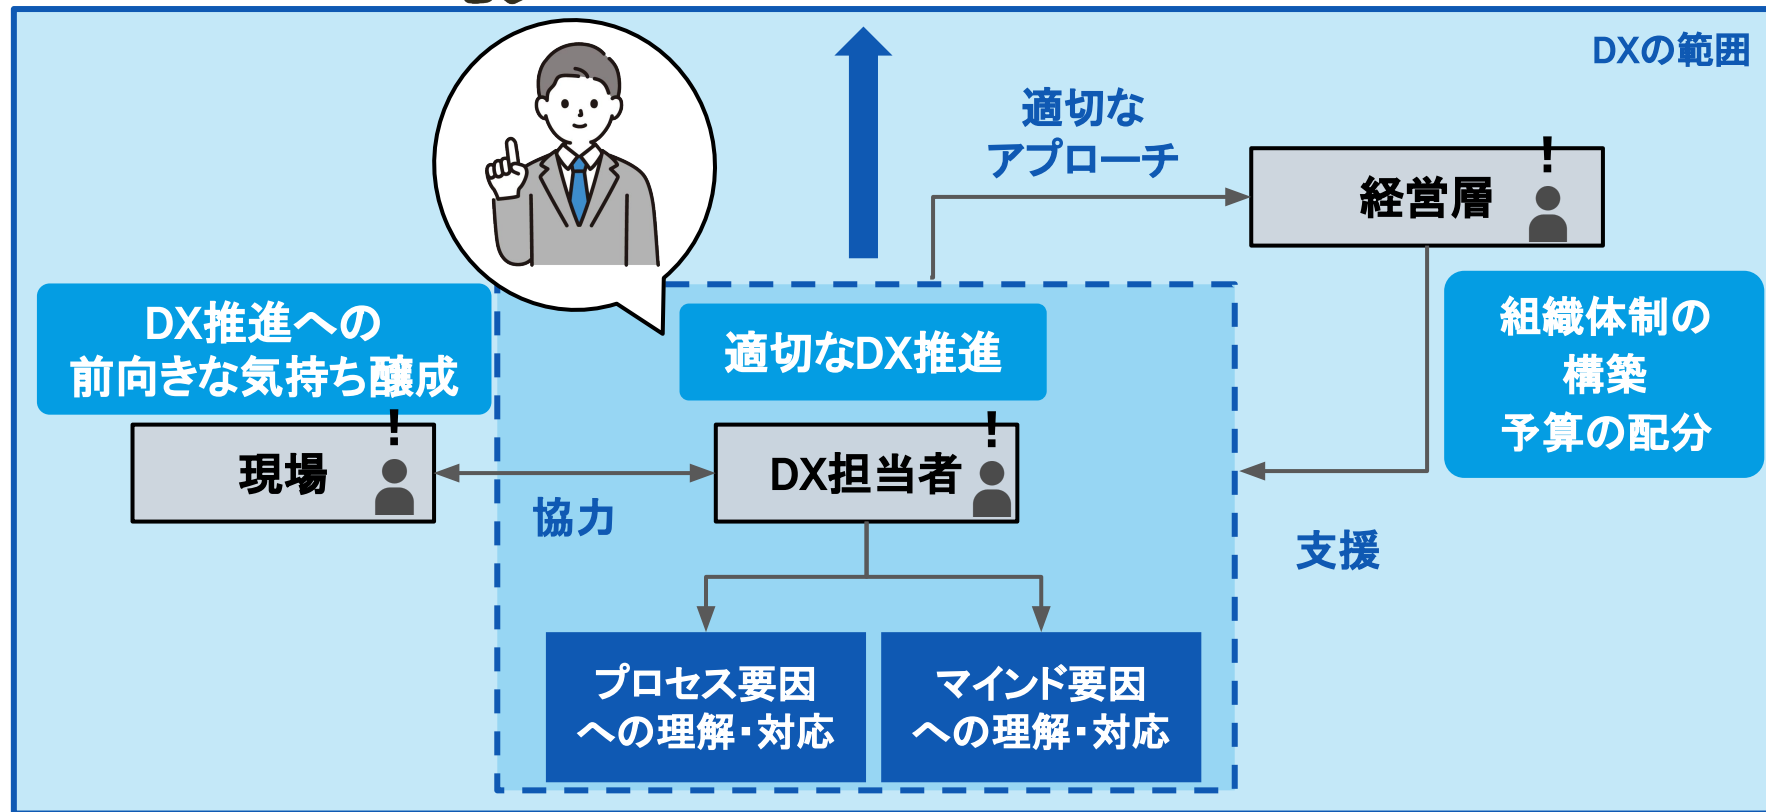 DXの範囲
適切な
アプローチ
!
経営層
DX推進への
前向きな気持ち醸成
適切なDX推進
組織体制の
構築
予算の配分
!
現場
!
DX担当者
協力
支援
プロセス要因
への理解・対応
マインド要因
への理解・対応